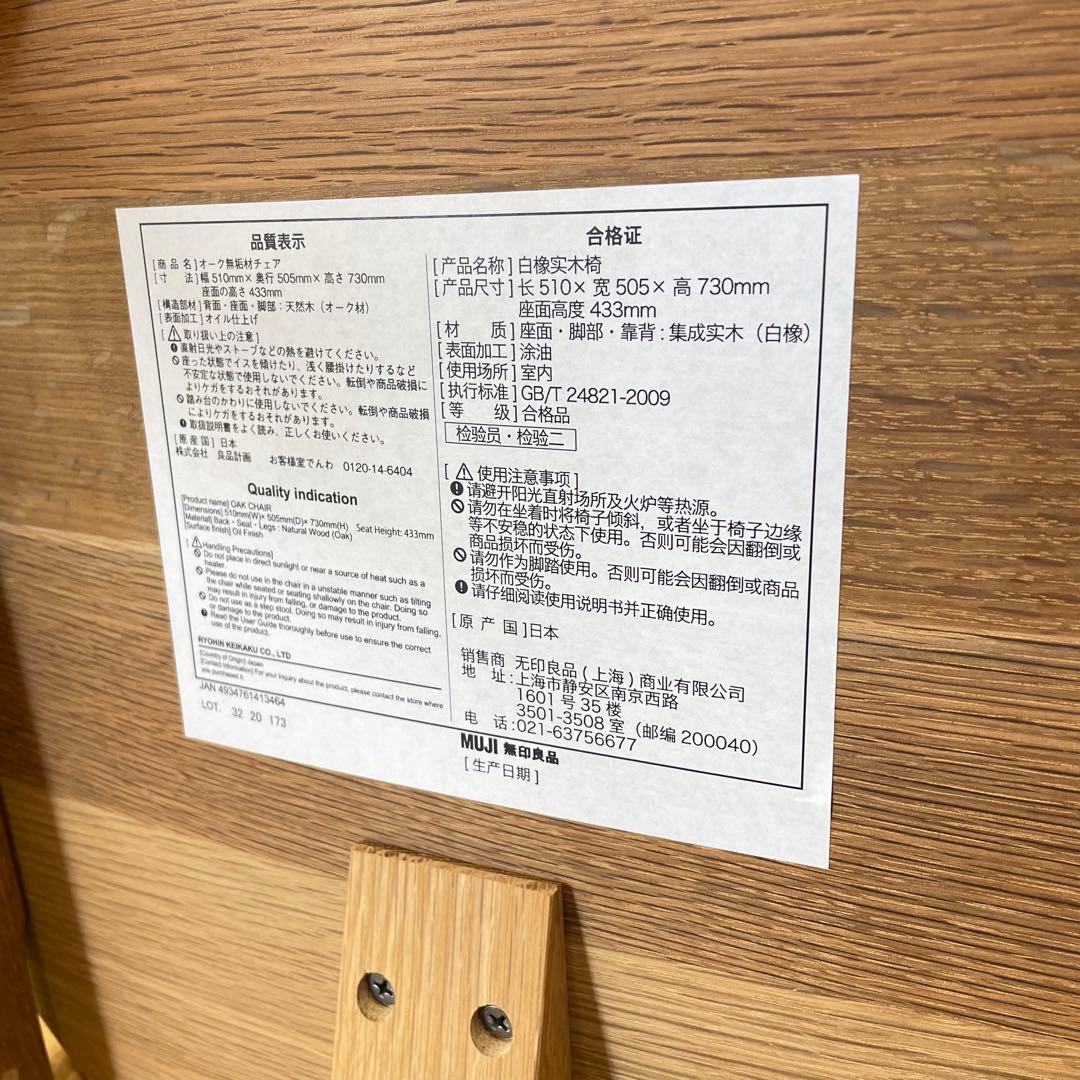 品質表示
[商 品 名]オーク無垢材チェア
[寸 法]幅 510mm× 奥行 505mm× 高さ 730mm
座面の高さ 433mm
[構造部材]背面・座面・脚部：天然木（オーク材）
[表面加工]オイル仕上げ
[⚠取り扱い上の注意]
直射日光やストーブなどの熱を避けてください。
座った状態でイスを傾けたり、浅く腰掛けたりするなど
不安定な状態で使用しないでください。転倒や商品破損に
よりケガをするおそれがあります。
踏み台のかわりに使用しないでください。転倒や商品破損
によりケガをするおそれがあります。
取扱説明書をよく読み、正しくお使いください。
[原 産 国] 日本
株式会社 良品計画 お客様室でんわ 0120-14-6404
Quality indication
[Product name] OAK CHAIR
[Dimensions] 510mm(W)× 505mm(D)× 730mm(H) Seat Height: 433mm
[Material] Back・Seat・Legs : Natural Wood (Oak)
[Surface finish] Oil Finish
[⚠Handling Precautions]
Do not place in direct sunlight or near a source of heat such as a
heater.
Please do not use in the chair in a unstable manner such as tilting
the chair while seated or seating shallowly on the chair. Doing so
may result in injury from falling, or damage to the product.
Do not use as a step stool. Doing so may result in injury from falling,
or damage to the product.
Read the User Guide thoroughly before use to ensure the correct
use of the product.
RYOHIN KEIKAKU CO., LTD
[Country of Origin] Japan
[Contact Information] For your inquiry about the product, please contact the store where
you purchased it.
JAN 4934761413464
LOT. 32 20 173
合格证
[产品名称]白橡实木椅
[产品尺寸]长 510× 宽 505× 高 730mm
座面高度 433mm
[材 质]座面・脚部・靠背：集成实木（白橡）
[表面加工]涂油
[使用场所]室内
[执行标准]GB/T 24821-2009
[等 级]合格品
检验员・检验二
[⚠使用注意事项]
请避开阳光直射场所及火炉等热源。
请勿在坐着时将椅子倾斜，或者坐于椅子边缘
等不安稳的状态下使用。否则可能会因翻倒或
商品损坏而受伤。
请勿作为脚踏使用。否则可能会因翻倒或商品
损坏而受伤。
请仔细阅读使用说明书并正确使用。
[原 产 国]日本
销售商 无印良品(上海)商业有限公司
地 址：上海市静安区南京西路
1601 号 35 楼
3501-3508 室（邮编 200040）
电 话：021-63756677
MUJI 無印良品
[生产日期]